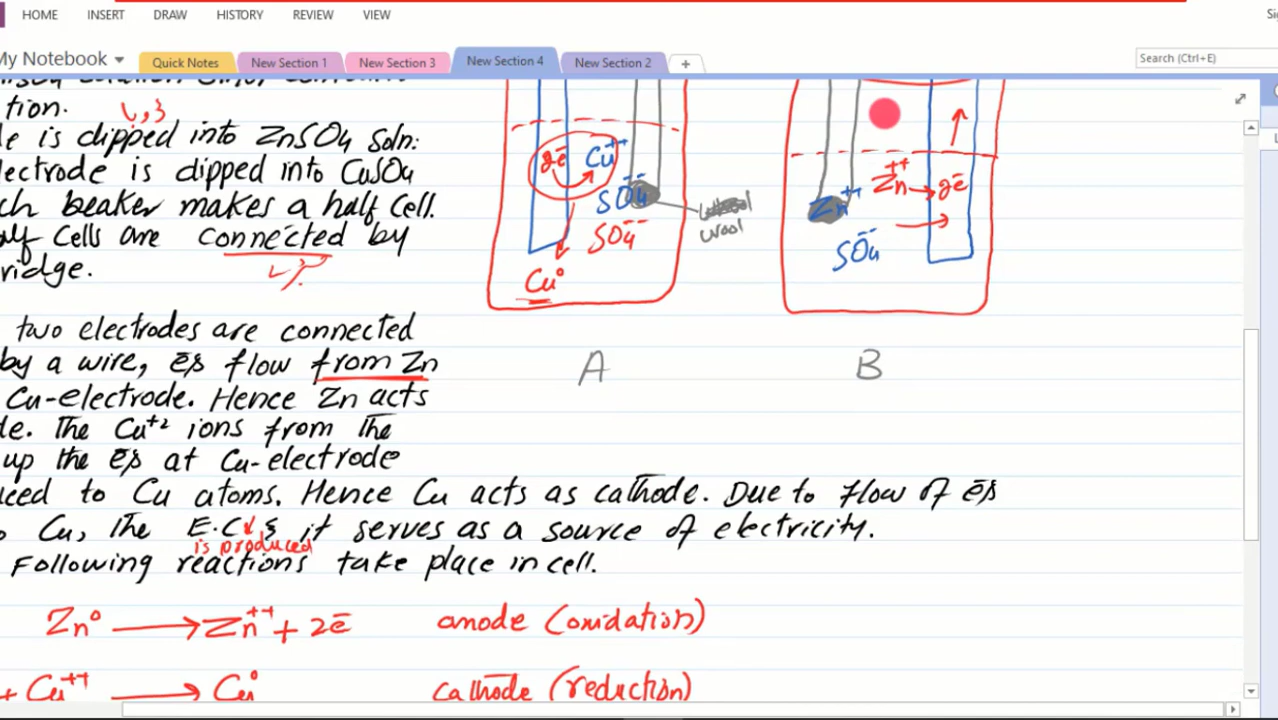 HOME INSERT DRAW HISTORY REVIEW VIEW
My Notebook Quick Notes New Section 1 New Section 3 New Section 4 New Section 2 + Search (Ctrl+E)
tion.
is dipped into ZnSO4 Soln:
lectrode is dipped into CuSO4
ch beaker makes a half Cell.
lf Cells are connected by
ridge.
two electrodes are connected
by a wire, ēs flow from Zn
Cu-electrode. Hence Zn acts
de. The Cu+2 ions from the
up the ēs at Cu-electrode
uced to Cu atoms. Hence Cu acts as cathode. Due to flow of ēs
o Cu, the E.C & it serves as a source of electricity.
is produced
Following reactions take place in cell.
Zn° → Zn++ + 2ē anode (oxidation)
+ Cu++ → Cu° cathode (reduction)
2ē Cu++
SO4--
SO4--
Cu°
wool
A
Zn++ → 2ē
Zn++
SO4--
B